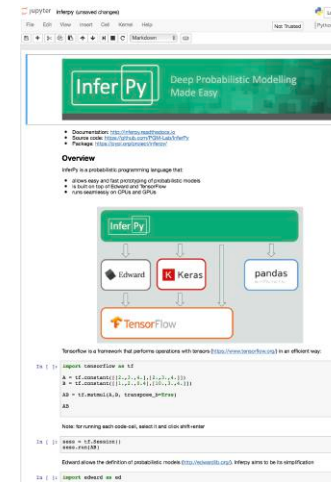 jupyter inferpy (unsaved changes)
File Edit View Insert Cell Kernel Help
Not Trusted
Markdown
InferPy
Deep Probabilistic Modelling
Made Easy
Documentation: http://inferpy.readthedocs.io
Source code: https://github.com/PGM-Lab/InferPy
Package: https://pypi.org/project/inferpy/
Overview
InferPy is a probabilistic programming language that:
allows easy and fast prototyping of probabilistic models
is built on top of Edward and TensorFlow
runs seamlessly on CPUs and GPUs
InferPy
Edward
K Keras
pandas
TensorFlow
Tensorflow is a framework that performs operations with tensors (https://www.tensorflow.org/) in an efficient way:
In [ ]: import tensorflow as tf
AB = tf.matmul(A,B, transpose_b=True)
AB
Note: for running each code-cell, select it and click shift+enter
In [ ]: sess = tf.Session()
sess.run(AB)
Edward allows the definition of probabilistic models (http://edwardlib.org/). Inferpy aims to be its simplification
In [ ]: import edward as ed